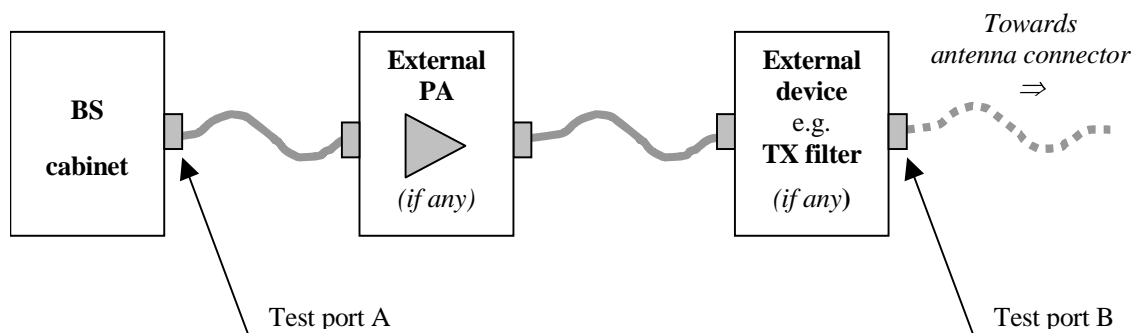 BS
cabinet
External
PA
(if any)
External
device
e.g.
TX filter
(if any)
Towards
antenna connector
⇒
Test port A
Test port B